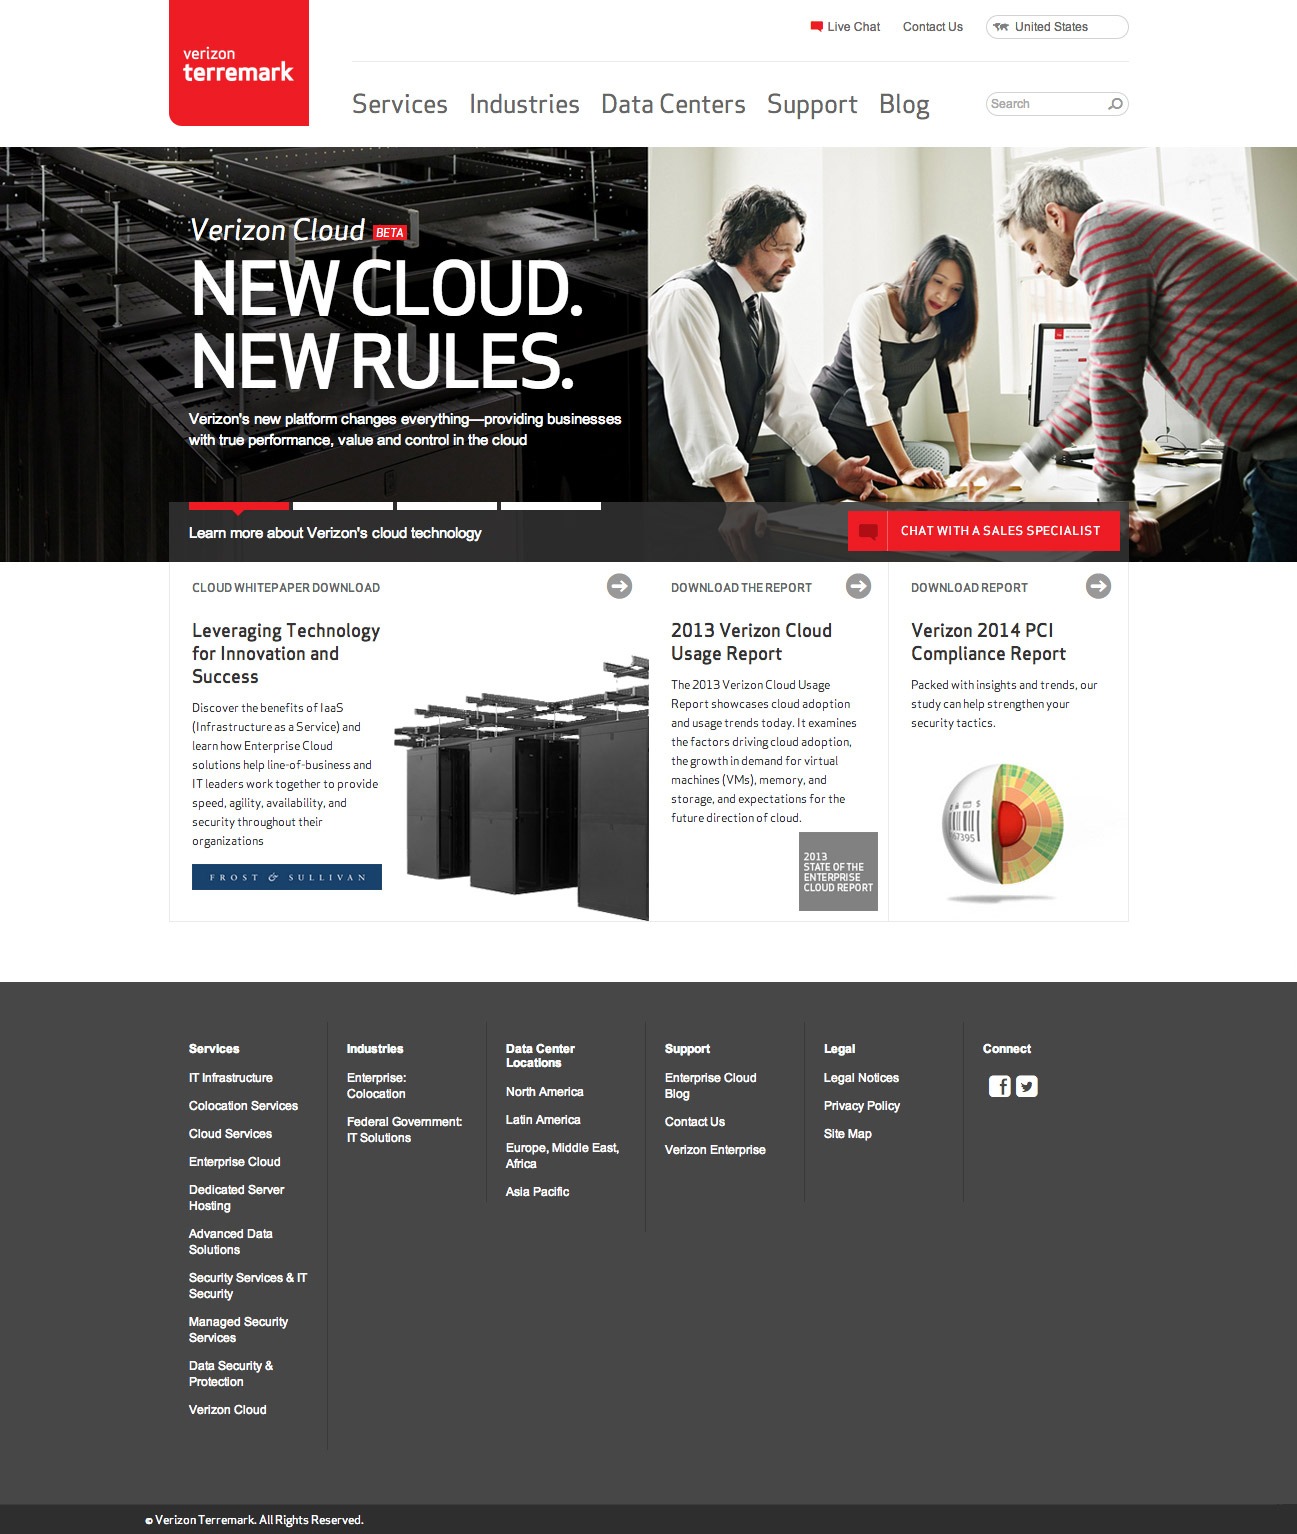 verizon
terremark
Live Chat
Contact Us
United States
Services
Industries
Data Centers
Support
Blog
Search
Verizon Cloud BETA
NEW CLOUD.
NEW RULES.
Verizon's new platform changes everything—providing businesses
with true performance, value and control in the cloud
Learn more about Verizon's cloud technology
CHAT WITH A SALES SPECIALIST
CLOUD WHITEPAPER DOWNLOAD
Leveraging Technology
for Innovation and
Success
Discover the benefits of IaaS
(Infrastructure as a Service) and
learn how Enterprise Cloud
solutions help line-of-business and
IT leaders work together to provide
speed, agility, availability, and
security throughout their
organizations
FROST & SULLIVAN
DOWNLOAD THE REPORT
2013 Verizon Cloud
Usage Report
The 2013 Verizon Cloud Usage
Report showcases cloud adoption
and usage trends today. It examines
the factors driving cloud adoption,
the growth in demand for virtual
machines (VMs), memory, and
storage, and expectations for the
future direction of cloud.
2013
STATE OF THE
ENTERPRISE
CLOUD REPORT
DOWNLOAD REPORT
Verizon 2014 PCI
Compliance Report
Packed with insights and trends, our
study can help strengthen your
security tactics.
Services
IT Infrastructure
Colocation Services
Cloud Services
Enterprise Cloud
Dedicated Server
Hosting
Advanced Data
Solutions
Security Services & IT
Security
Managed Security
Services
Data Security &
Protection
Verizon Cloud
Industries
Enterprise:
Colocation
Federal Government:
IT Solutions
Data Center
Locations
North America
Latin America
Europe, Middle East,
Africa
Asia Pacific
Support
Enterprise Cloud
Blog
Contact Us
Verizon Enterprise
Legal
Legal Notices
Privacy Policy
Site Map
Connect
© Verizon Terremark. All Rights Reserved.